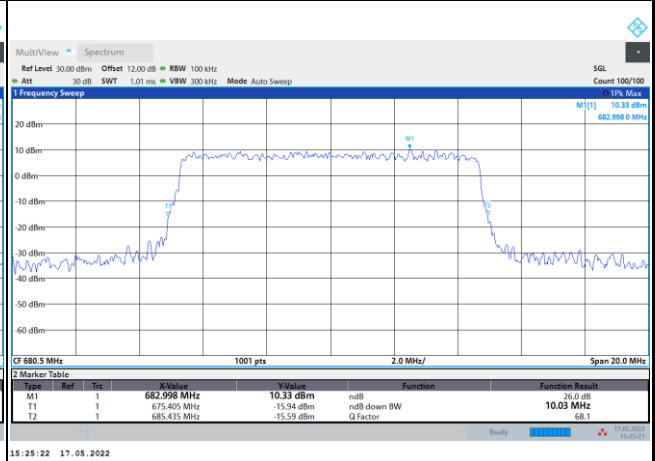 MultiView Spectrum
Ref Level 30.00 dBm Offset 12.00 dB RBW 100 kHz SGL
Att 30 dB SWT 1.01 ms VBW 300 kHz Mode Auto Sweep Count 100/100
1 Frequency Sweep 1Pk Max
M1[1] 10.33 dBm
682.998 0 MHz
20 dBm
M1
10 dBm
0 dBm
-10 dBm
T1 T2
-20 dBm
-30 dBm
-40 dBm
-50 dBm
-60 dBm
CF 680.5 MHz 1001 pts 2.0 MHz/ Span 20.0 MHz
2 Marker Table
Type Ref Trc X-Value Y-Value Function Function Result
M1 1 682.998 MHz 10.33 dBm ndB 26.0 dB
T1 1 675.405 MHz -15.94 dBm ndB down BW 10.03 MHz
T2 1 685.435 MHz -15.59 dBm Q Factor 68.1
Ready 17.05.2022
15:25:21
15:25:22 17.05.2022